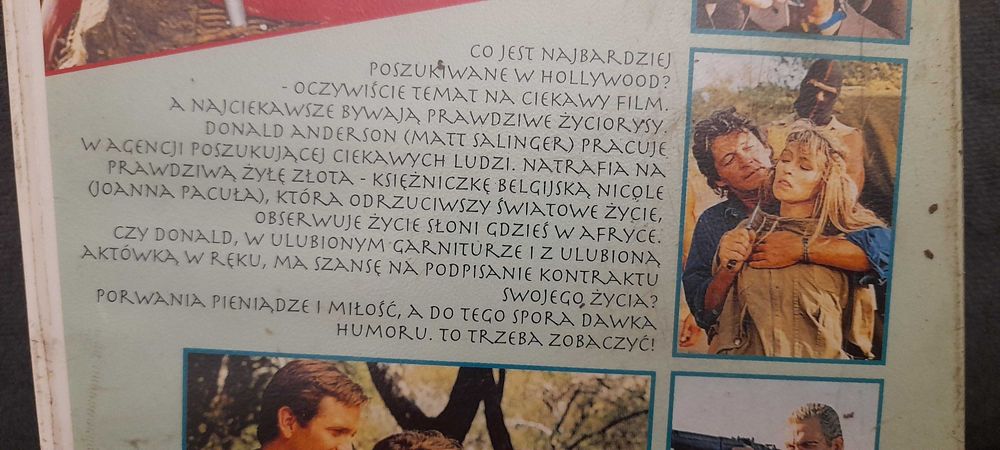 CO JEST NAJBARDZIEJ
POSZUKIWANE W HOLLYWOOD?
- OCZYWIŚCIE TEMAT NA CIEKAWY FILM.
A NAJCIEKAWSZE BYWAJĄ PRAWDZIWE ŻYCIORYSY.
DONALD ANDERSON (MATT SALINGER) PRACUJE
W AGENCJI POSZUKUJĄCEJ CIEKAWYCH LUDZI. NATRAFIA NA
PRAWDZIWĄ ŻYŁĘ ZŁOTA - KSIĘŻNICZKĘ BELGIJSKĄ NICOLE
(JOANNA PACUŁA), KTÓRA ODRZUCIWSZY ŚWIATOWE ŻYCIE,
OBSERWUJE ŻYCIE SŁONI GDZIEŚ W AFRYCE.
CZY DONALD, W ULUBIONYM GARNITURZE I Z ULUBIONĄ
AKTÓWKĄ W RĘKU, MA SZANSĘ NA PODPISANIE KONTRAKTU
SWOJEGO ŻYCIA?
PORWANIA PIENIĄDZE I MIŁOŚĆ, A DO TEGO SPORA DAWKA
HUMORU. TO TRZEBA ZOBACZYĆ!